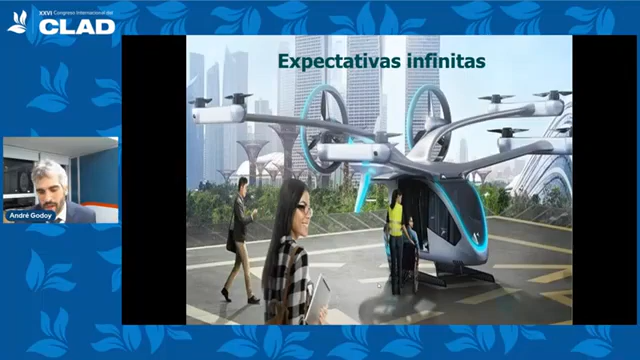 XXVI Congreso Internacional del
CLAD
Expectativas infinitas
André Godoy